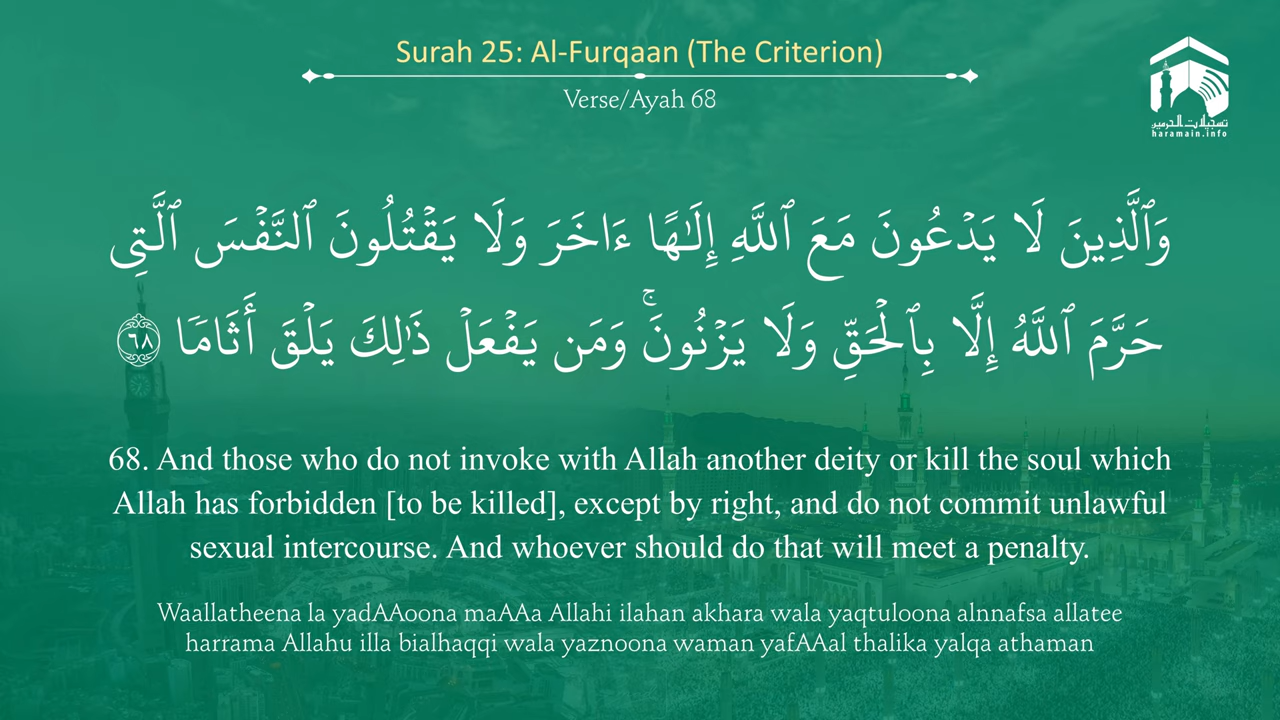 Surah 25: Al-Furqaan (The Criterion)
Verse/Ayah 68
تسجيلات الحرمين
haramain.info
وَٱلَّذِينَ لَا يَدْعُونَ مَعَ ٱللَّهِ إِلَـٰهًا ءَاخَرَ وَلَا يَقْتُلُونَ ٱلنَّفْسَ ٱلَّتِى
حَرَّمَ ٱللَّهُ إِلَّا بِٱلْحَقِّ وَلَا يَزْنُونَ ۚ وَمَن يَفْعَلْ ذَٰلِكَ يَلْقَ أَثَامًا ٦٨
68. And those who do not invoke with Allah another deity or kill the soul which
Allah has forbidden [to be killed], except by right, and do not commit unlawful
sexual intercourse. And whoever should do that will meet a penalty.
Waallatheena la yadAAoona maAAa Allahi ilahan akhara wala yaqtuloona alnnafsa allatee
harrama Allahu illa bialhaqqi wala yaznoona waman yafAAal thalika yalqa athaman